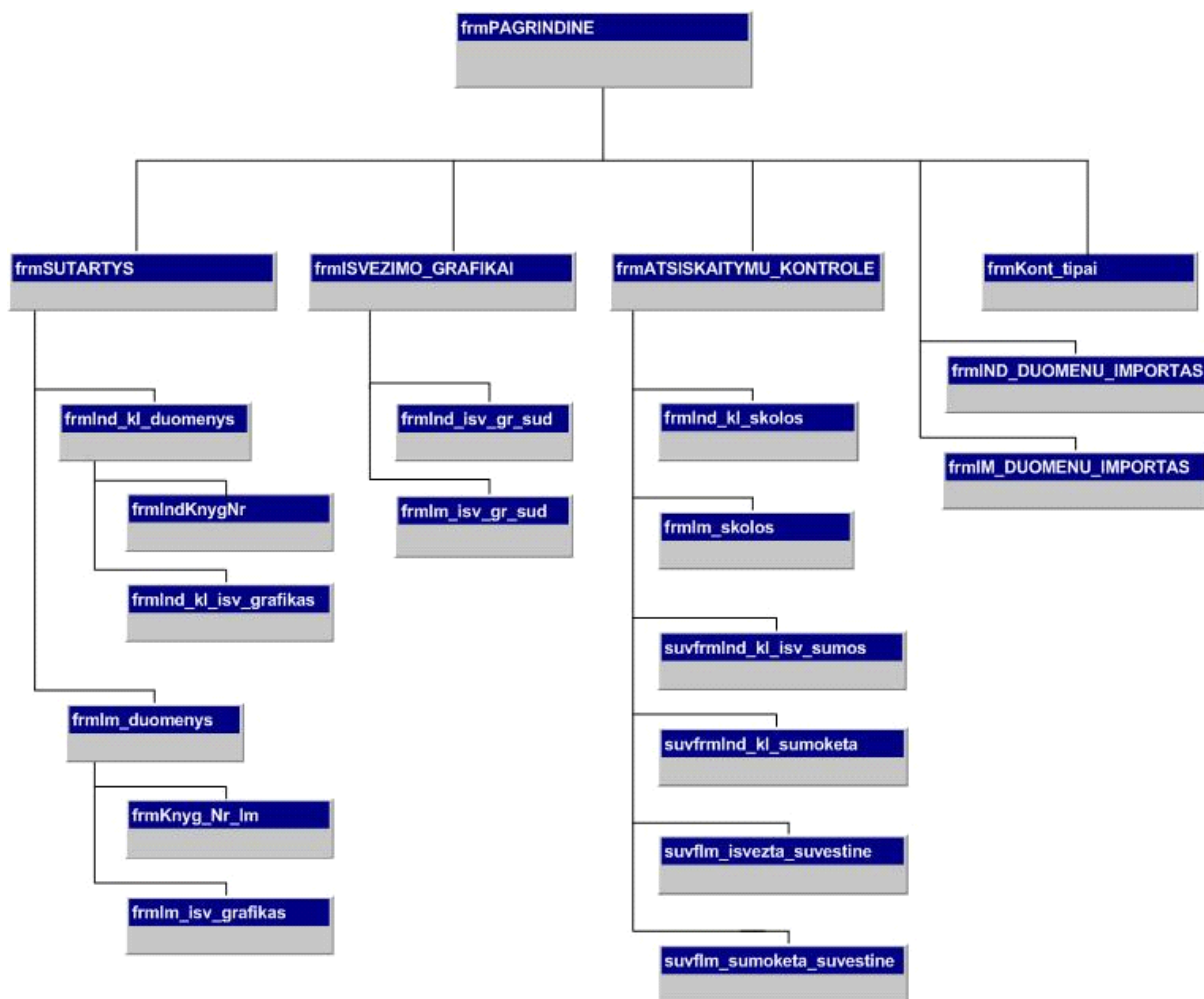 frmPAGRINDINE
frmSUTARTYS
frmISVEZIMO_GRAFIKAI
frmATSISKAITYMU_KONTROLE
frmKont_tipai
frmIND_DUOMENU_IMPORTAS
frmIM_DUOMENU_IMPORTAS
frmInd_kl_duomenys
frmIndKnygNr
frmInd_kl_isv_grafikas
frmIm_duomenys
frmKnyg_Nr_Im
frmIm_isv_grafikas
frmInd_isv_gr_sud
frmIm_isv_gr_sud
frmInd_kl_skolos
frmIm_skolos
suvfrmInd_kl_isv_sumos
suvfrmInd_kl_sumoketa
suvfIm_isvezta_suvestine
suvfIm_sumoketa_suvestine